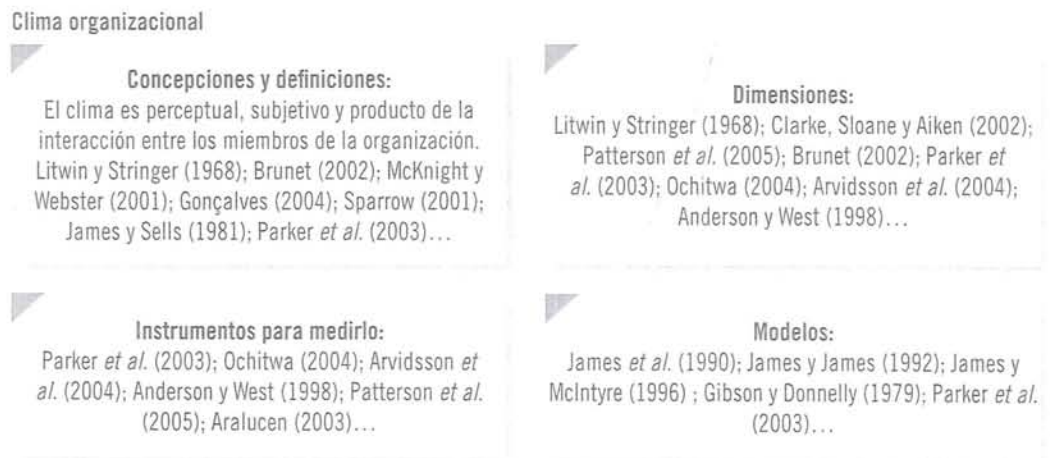 Clima organizacional
Concepciones y definiciones:
El clima es perceptual, subjetivo y producto de la
interacción entre los miembros de la organización.
Litwin y Stringer (1968); Brunet (2002); McKnight y
Webster (2001); Gonçalves (2004); Sparrow (2001);
James y Sells (1981); Parker et al. (2003)...
Dimensiones:
Litwin y Stringer (1968); Clarke, Sloane y Aiken (2002);
Patterson et al. (2005); Brunet (2002); Parker et
al. (2003); Ochitwa (2004); Arvidsson et al. (2004);
Anderson y West (1998)...
Instrumentos para medirlo:
Parker et al. (2003); Ochitwa (2004); Arvidsson et
al. (2004); Anderson y West (1998); Patterson et al.
(2005); Aralucen (2003)...
Modelos:
James et al. (1990); James y James (1992); James y
McIntyre (1996) ; Gibson y Donnelly (1979); Parker et al.
(2003)...